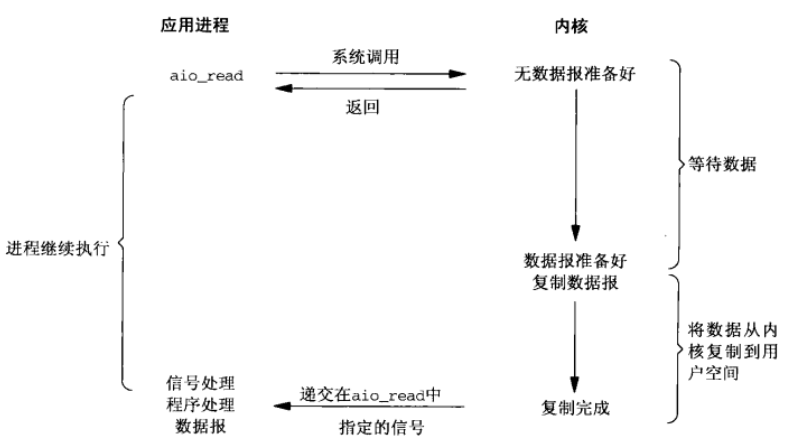 应用进程
内核
系统调用
aio_read
无数据报准备好
返回
等待数据
进程继续执行
数据报准备好
复制数据报
将数据从内
核复制到用
户空间
信号处理
程序处理
数据报
递交在aio_read中
指定的信号
复制完成